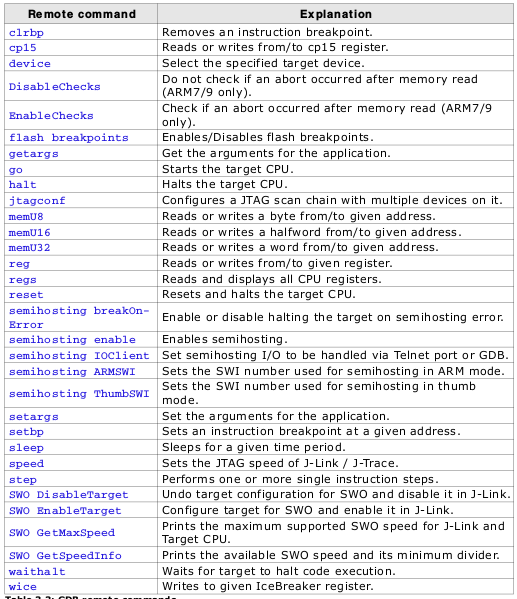 Remote command Explanation
clrbp Removes an instruction breakpoint.
cp15 Reads or writes from/to cp15 register.
device Select the specified target device.
DisableChecks Do not check if an abort occurred after memory read
(ARM7/9 only).
EnableChecks Check if an abort occurred after memory read (ARM7/9
only).
flash breakpoints Enables/Disables flash breakpoints.
getargs Get the arguments for the application.
go Starts the target CPU.
halt Halts the target CPU.
jtagconf Configures a JTAG scan chain with multiple devices on it.
memU8 Reads or writes a byte from/to given address.
memU16 Reads or writes a halfword from/to given address.
memU32 Reads or writes a word from/to given address.
reg Reads or writes from/to given register.
regs Reads and displays all CPU registers.
reset Resets and halts the target CPU.
semihosting breakOn-
Error Enable or disable halting the target on semihosting error.
semihosting enable Enables semihosting.
semihosting IOClient Set semihosting I/O to be handled via Telnet port or GDB.
semihosting ARMSWI Sets the SWI number used for semihosting in ARM mode.
semihosting ThumbSWI Sets the SWI number used for semihosting in thumb
mode.
setargs Set the arguments for the application.
setbp Sets an instruction breakpoint at a given address.
sleep Sleeps for a given time period.
speed Sets the JTAG speed of J-Link / J-Trace.
step Performs one or more single instruction steps.
SWO DisableTarget Undo target configuration for SWO and disable it in J-Link.
SWO EnableTarget Configure target for SWO and enable it in J-Link.
SWO GetMaxSpeed Prints the maximum supported SWO speed for J-Link and
Target CPU.
SWO GetSpeedInfo Prints the available SWO speed and its minimum divider.
waithalt Waits for target to halt code execution.
wice Writes to given IceBreaker register.
GDB remote commands